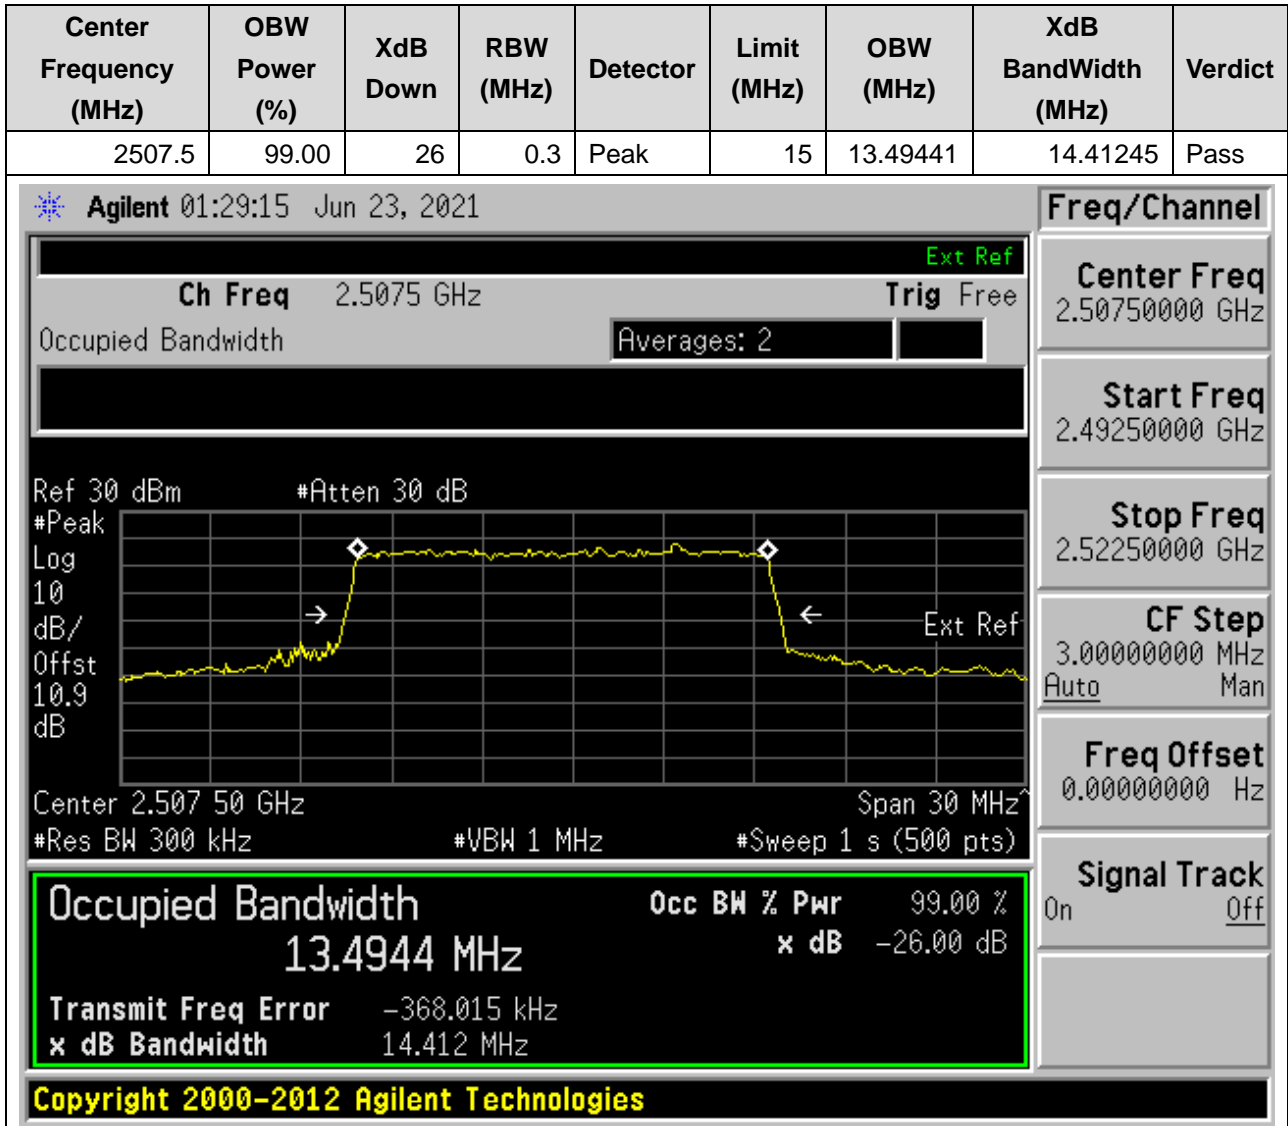 Center Frequency (MHz) OBW Power (%) XdB Down RBW (MHz) Detector Limit (MHz) OBW (MHz) XdB BandWidth (MHz) Verdict
2507.5 99.00 26 0.3 Peak 15 13.49441 14.41245 Pass
Agilent 01:29:15 Jun 23, 2021
Freq/Channel
Ext Ref
Ch Freq 2.5075 GHz Trig Free
Occupied Bandwidth Averages: 2
Center Freq
2.50750000 GHz
Start Freq
2.49250000 GHz
Stop Freq
2.52250000 GHz
CF Step
3.00000000 MHz
Auto Man
Freq Offset
0.00000000 Hz
Signal Track
On Off
Ref 30 dBm #Atten 30 dB
#Peak
Log
10
dB/
Offst
10.9
dB
Ext Ref
Center 2.507 50 GHz Span 30 MHz^
#Res BW 300 kHz #VBW 1 MHz #Sweep 1 s (500 pts)
Occupied Bandwidth Occ BW % Pwr 99.00 %
13.4944 MHz x dB -26.00 dB
Transmit Freq Error -368.015 kHz
x dB Bandwidth 14.412 MHz
Copyright 2000-2012 Agilent Technologies